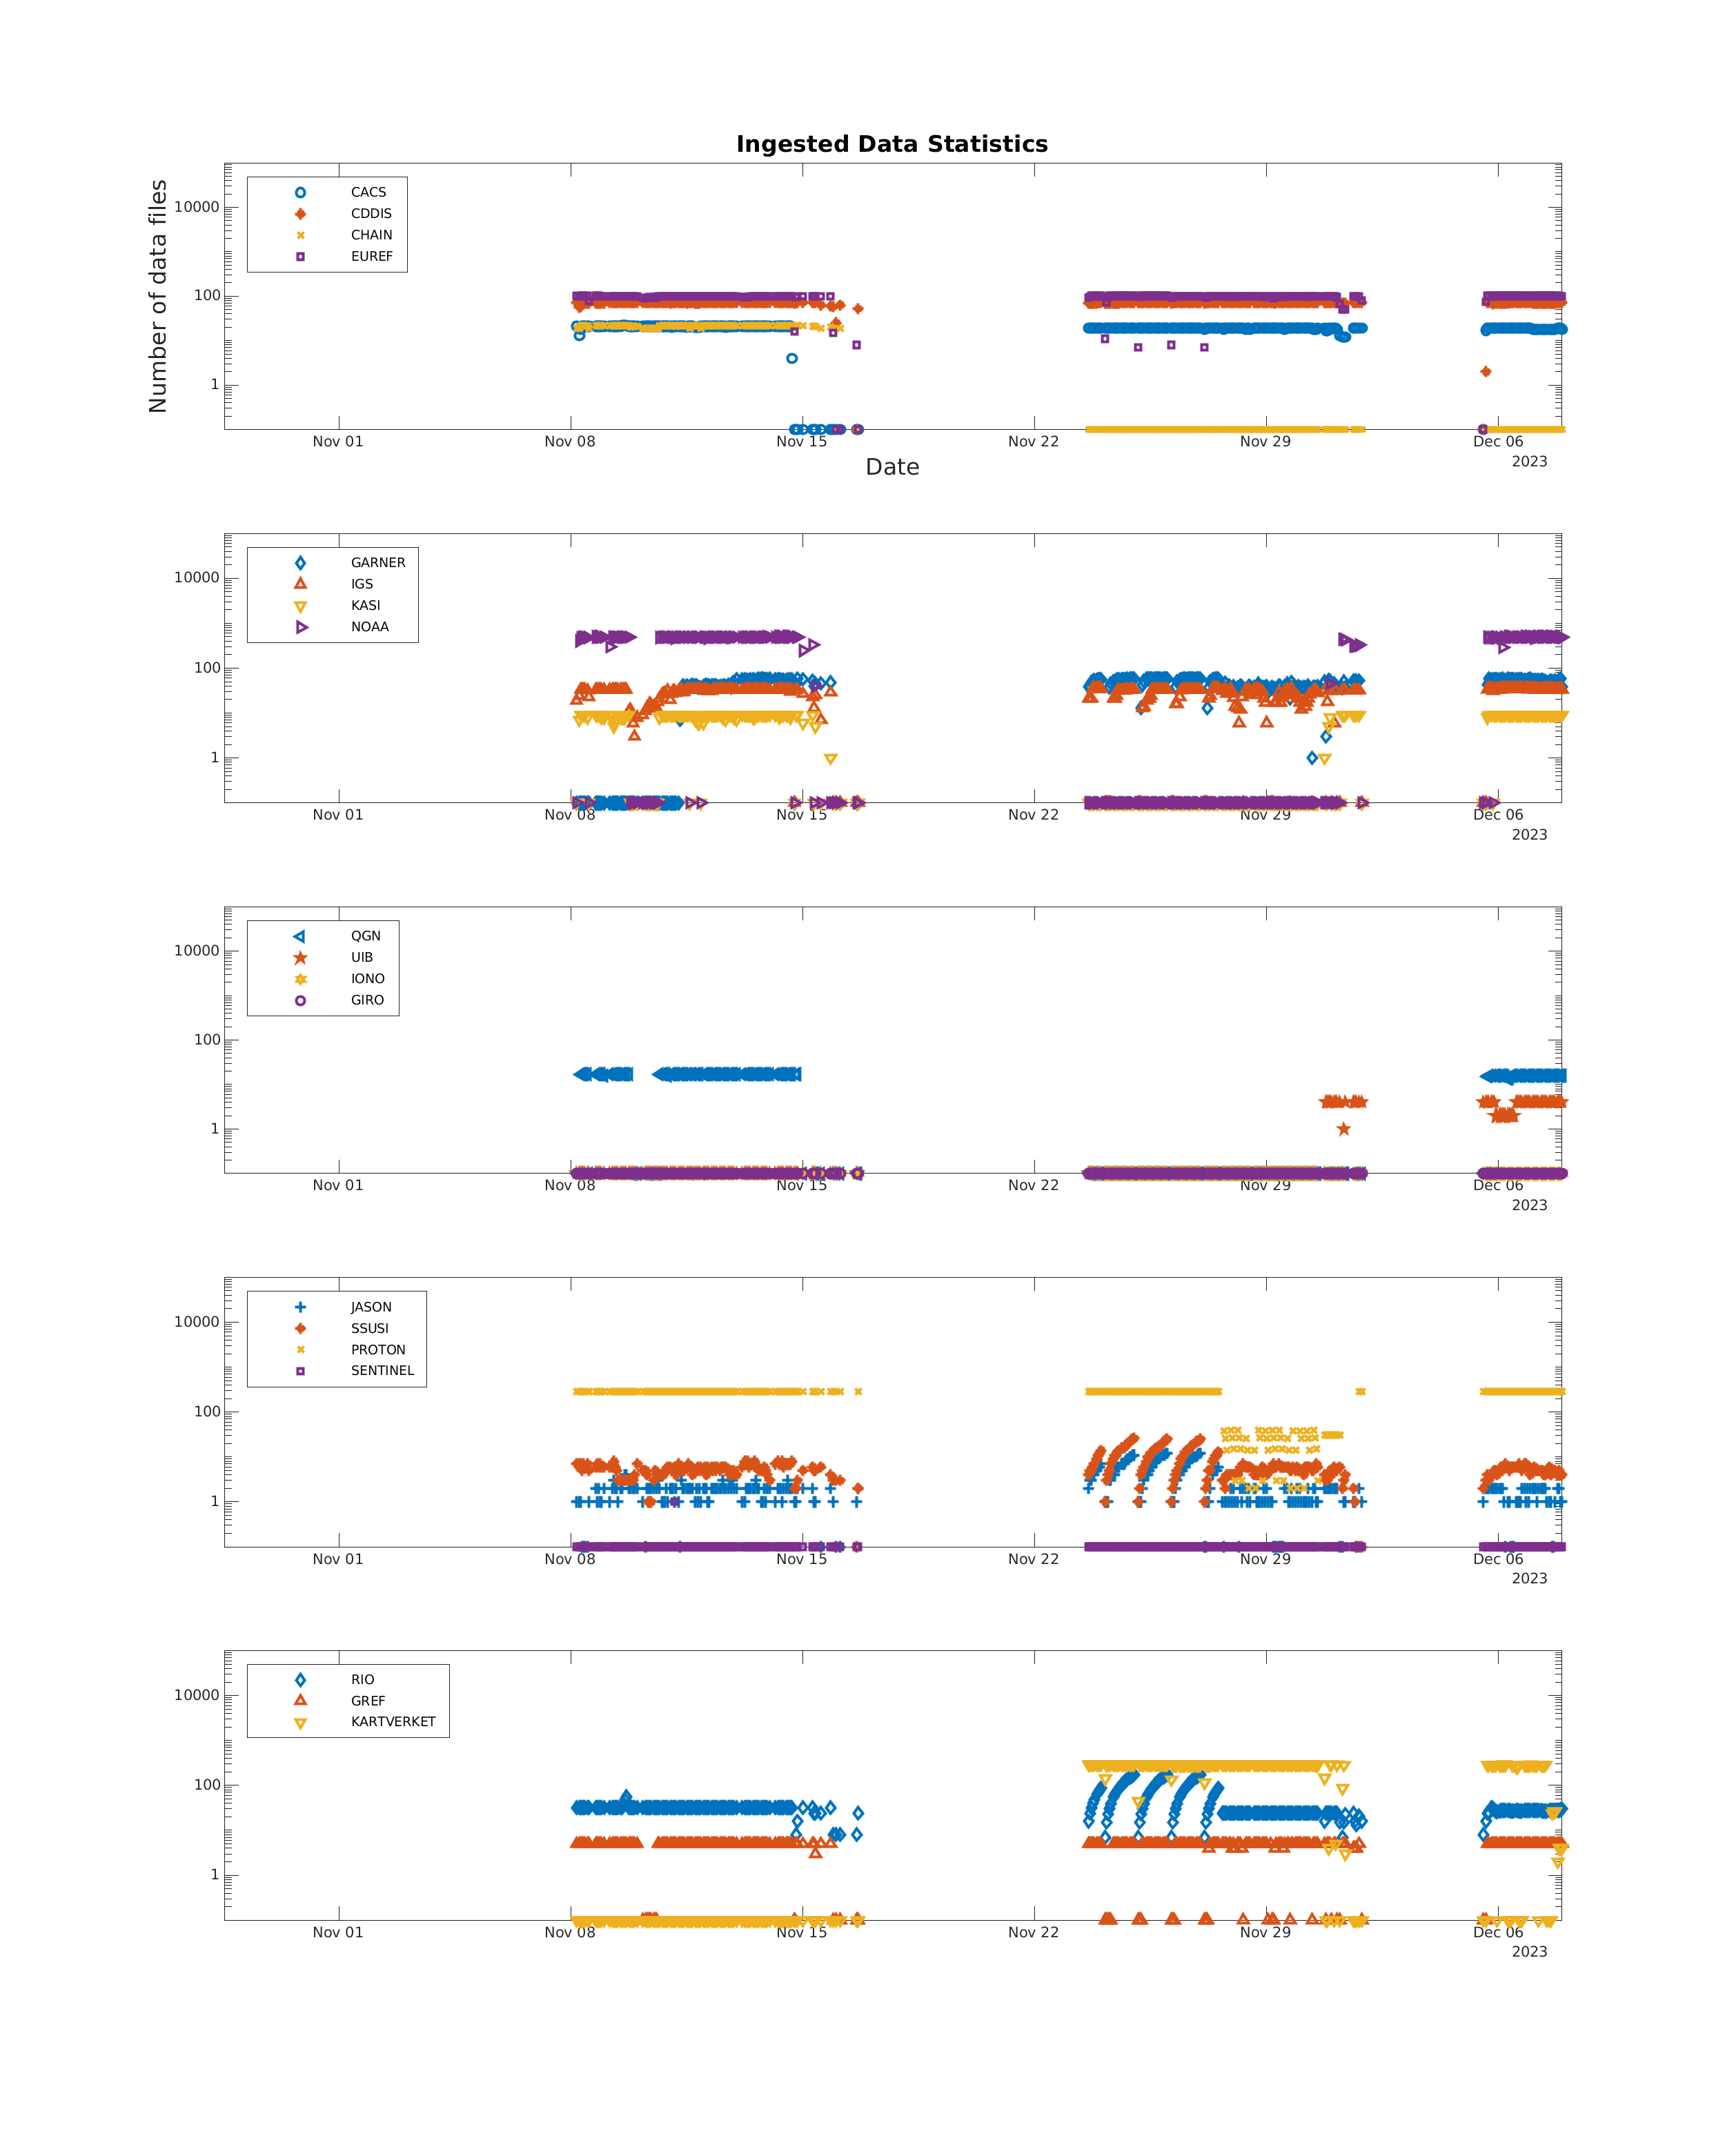 Ingested Data Statistics
Number of data files
CACS
CDDIS
CHAIN
EUREF
10000
100
1
Nov 01 Nov 08 Nov 15 Nov 22 Nov 29 Dec 06
2023
Date
GARNER
IGS
KASI
NOAA
10000
100
1
Nov 01 Nov 08 Nov 15 Nov 22 Nov 29 Dec 06
2023
QGN
UIB
IONO
GIRO
10000
100
1
Nov 01 Nov 08 Nov 15 Nov 22 Nov 29 Dec 06
2023
JASON
SSUSI
PROTON
SENTINEL
10000
100
1
Nov 01 Nov 08 Nov 15 Nov 22 Nov 29 Dec 06
2023
RIO
GREF
KARTVERKET
10000
100
1
Nov 01 Nov 08 Nov 15 Nov 22 Nov 29 Dec 06
2023